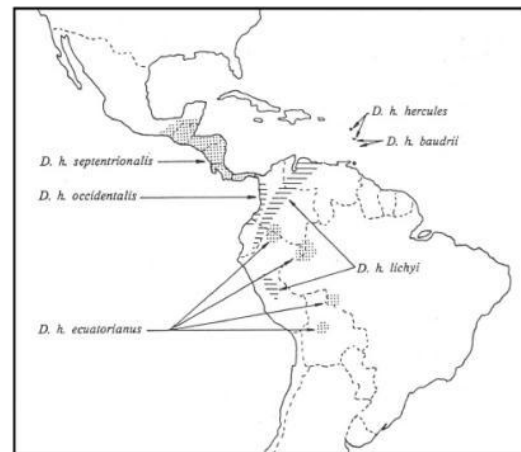 D. h. hercules
D. h. baudrii
D. h. septentrionalis
D. h. occidentalis
D. h. lichyi
D. h. ecuatorianus